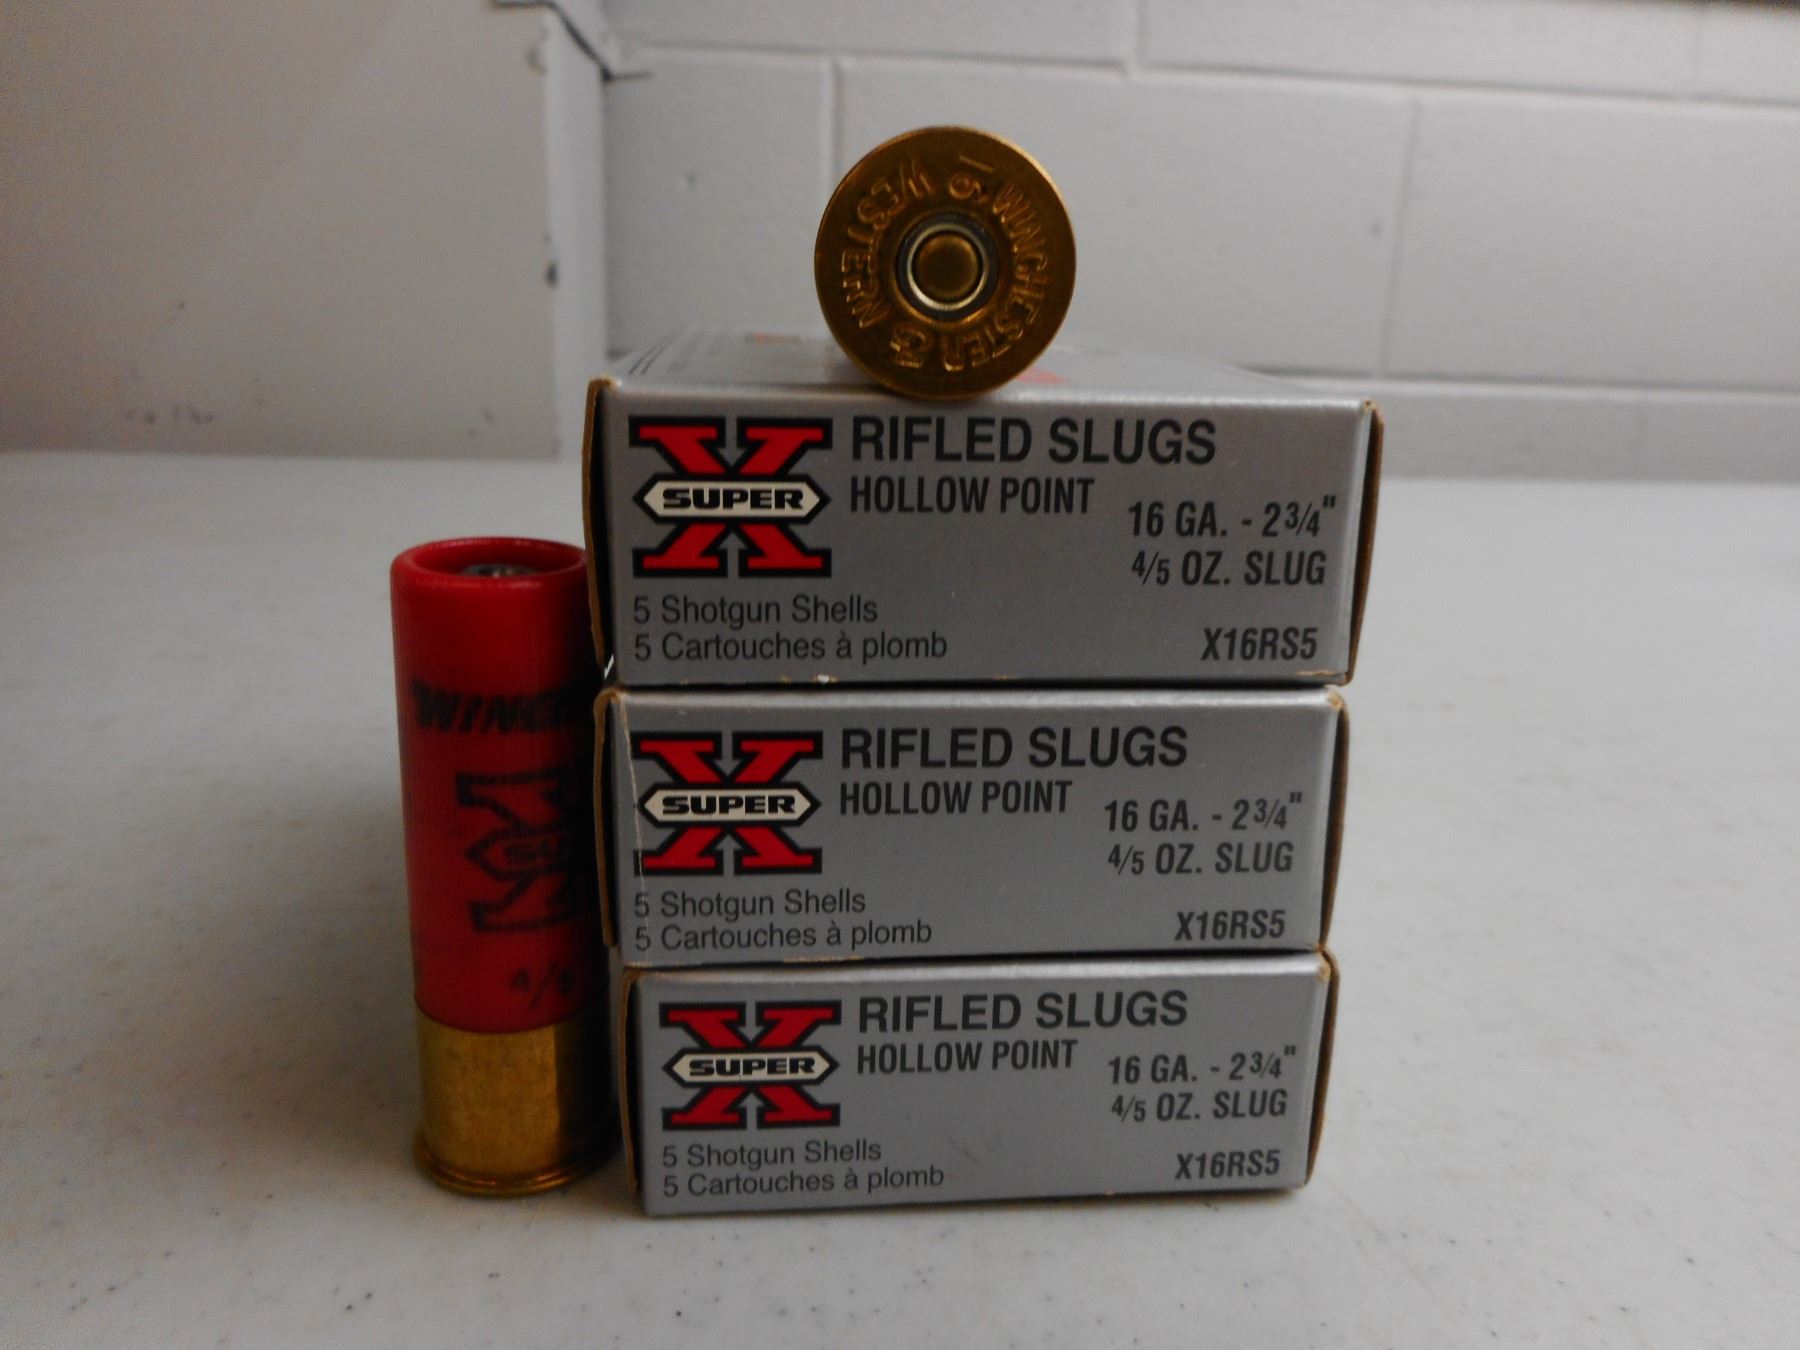 16
WINCHESTER
WESTERN
RIFLED SLUGS
HOLLOW POINT
SUPER X
16 GA. - 2 3/4"
4/5 OZ. SLUG
5 Shotgun Shells
5 Cartouches à plomb
X16RS5
RIFLED SLUGS
HOLLOW POINT
SUPER X
16 GA. - 2 3/4"
4/5 OZ. SLUG
5 Shotgun Shells
5 Cartouches à plomb
X16RS5
RIFLED SLUGS
HOLLOW POINT
SUPER X
16 GA. - 2 3/4"
4/5 OZ. SLUG
5 Shotgun Shells
5 Cartouches à plomb
X16RS5
4/5